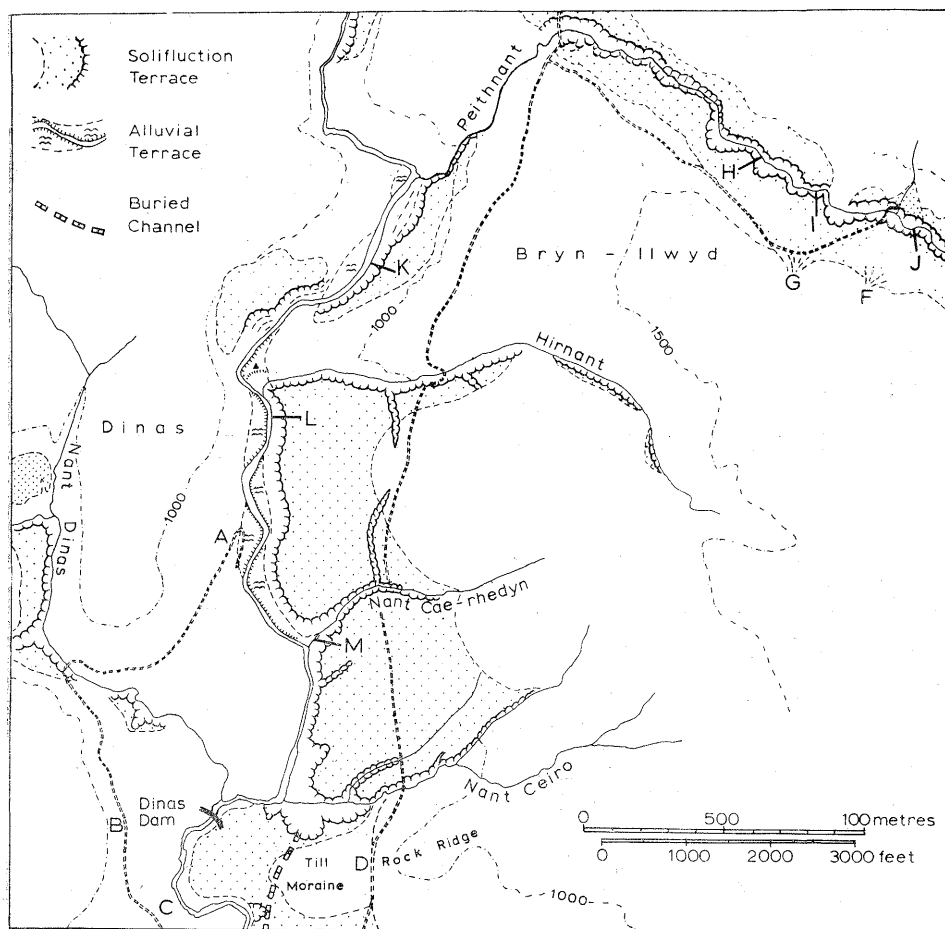 Solifluction
Terrace
Alluvial
Terrace
Buried
Channel
Peithnant
H
I
J
K
Bryn - llwyd
G
F
1000
1500
Hirnant
L
Dinas
Nant Dinas
1000
A
Nant Cae-rhedyn
M
Nant Ceiro
Dinas
Dam
B
C
D
Rock Ridge
Till
Moraine
0 500 100 metres
0 1000 2000 3000 feet
1000